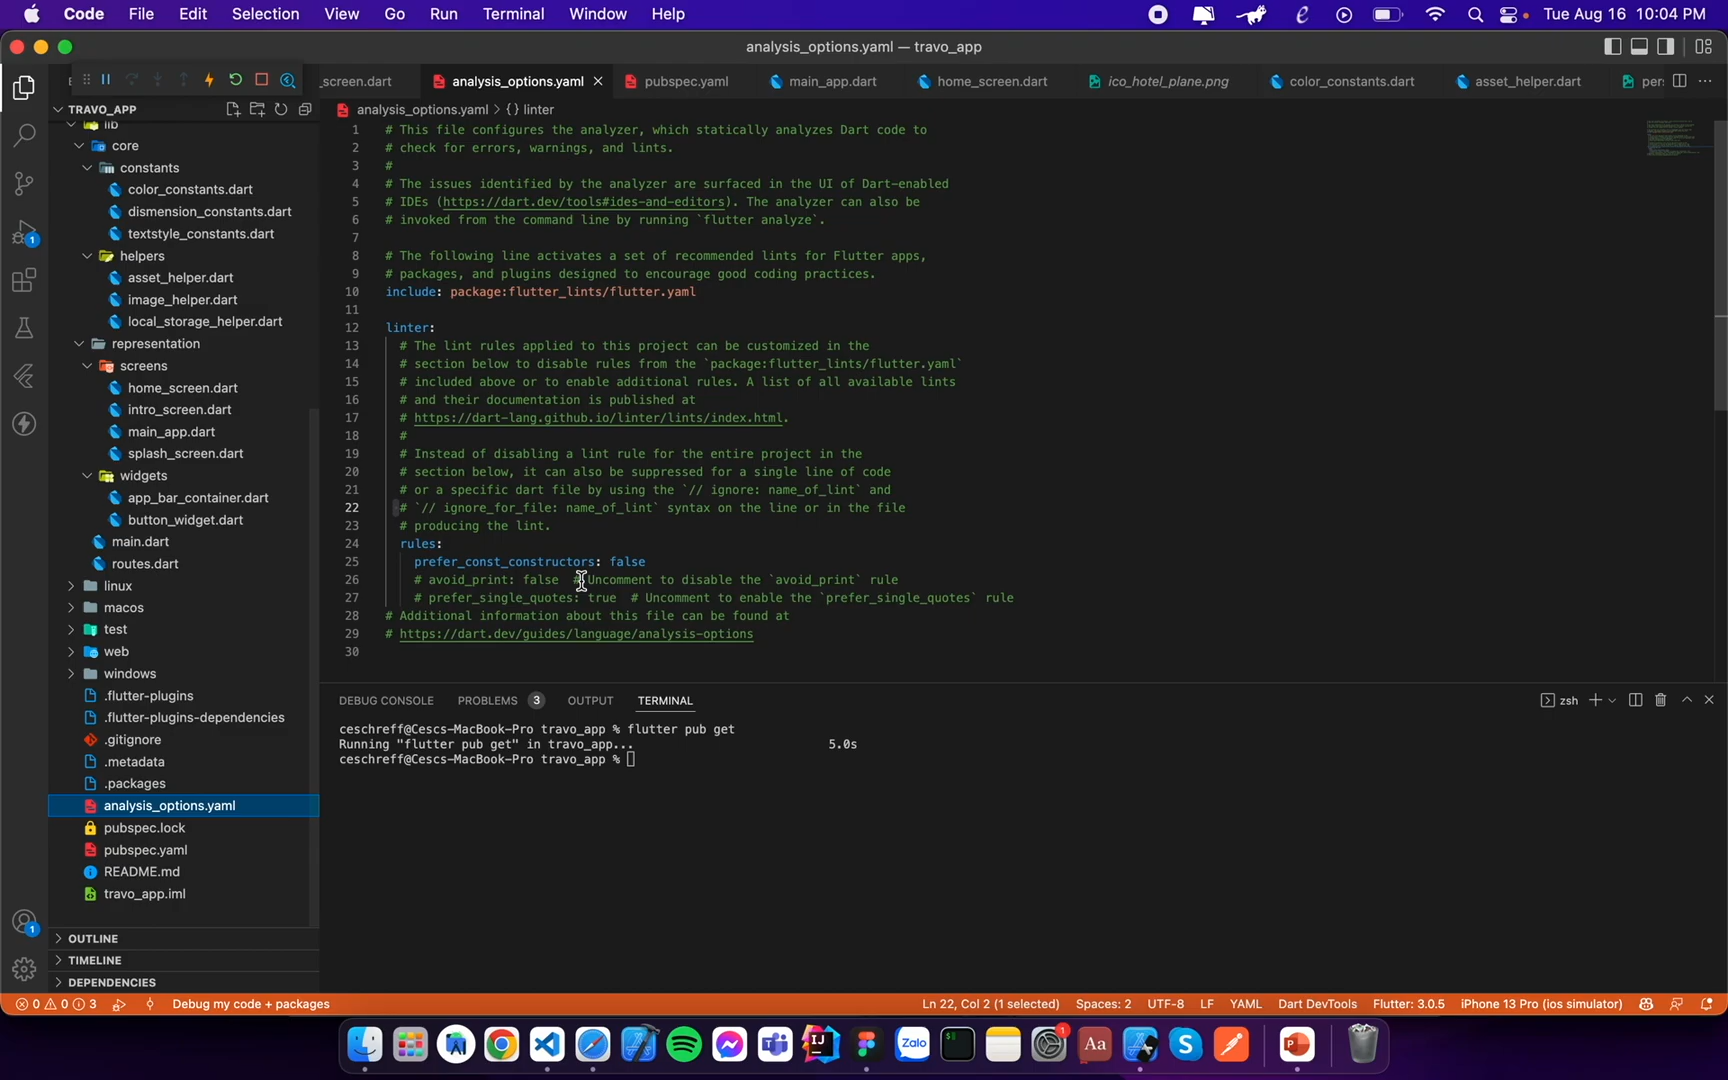 Code File Edit Selection View Go Run Terminal Window Help
Tue Aug 16 10:04 PM
analysis_options.yaml — travo_app
_screen.dart analysis_options.yaml pubspec.yaml main_app.dart home_screen.dart ico_hotel_plane.png color_constants.dart asset_helper.dart per
analysis_options.yaml > {} linter
TRAVO_APP
lib
core
constants
color_constants.dart
dismension_constants.dart
textstyle_constants.dart
helpers
asset_helper.dart
image_helper.dart
local_storage_helper.dart
representation
screens
home_screen.dart
intro_screen.dart
main_app.dart
splash_screen.dart
widgets
app_bar_container.dart
button_widget.dart
main.dart
routes.dart
linux
macos
test
web
windows
.flutter-plugins
.flutter-plugins-dependencies
.gitignore
.metadata
.packages
analysis_options.yaml
pubspec.lock
pubspec.yaml
README.md
travo_app.iml
OUTLINE
TIMELINE
DEPENDENCIES
1 # This file configures the analyzer, which statically analyzes Dart code to
2 # check for errors, warnings, and lints.
3 #
4 # The issues identified by the analyzer are surfaced in the UI of Dart-enabled
5 # IDEs (https://dart.dev/tools#ides-and-editors). The analyzer can also be
6 # invoked from the command line by running `flutter analyze`.
7
8 # The following line activates a set of recommended lints for Flutter apps,
9 # packages, and plugins designed to encourage good coding practices.
10 include: package:flutter_lints/flutter.yaml
11
12 linter:
13 # The lint rules applied to this project can be customized in the
14 # section below to disable rules from the `package:flutter_lints/flutter.yaml`
15 # included above or to enable additional rules. A list of all available lints
16 # and their documentation is published at
17 # https://dart-lang.github.io/linter/lints/index.html.
18 #
19 # Instead of disabling a lint rule for the entire project in the
20 # section below, it can also be suppressed for a single line of code
21 # or a specific dart file by using the `// ignore: name_of_lint` and
22 # `// ignore_for_file: name_of_lint` syntax on the line or in the file
23 # producing the lint.
24 rules:
25 prefer_const_constructors: false
26 # avoid_print: false # Uncomment to disable the `avoid_print` rule
27 # prefer_single_quotes: true # Uncomment to enable the `prefer_single_quotes` rule
28 # Additional information about this file can be found at
29 # https://dart.dev/guides/language/analysis-options
30
DEBUG CONSOLE PROBLEMS 3 OUTPUT TERMINAL
zsh
ceschreff@Cescs-MacBook-Pro travo_app % flutter pub get
Running "flutter pub get" in travo_app... 5.0s
ceschreff@Cescs-MacBook-Pro travo_app %
1
1
0 0 3 Debug my code + packages
Ln 22, Col 2 (1 selected) Spaces: 2 UTF-8 LF YAML Dart DevTools Flutter: 3.0.5 iPhone 13 Pro (ios simulator)
Zalo
Aa
1